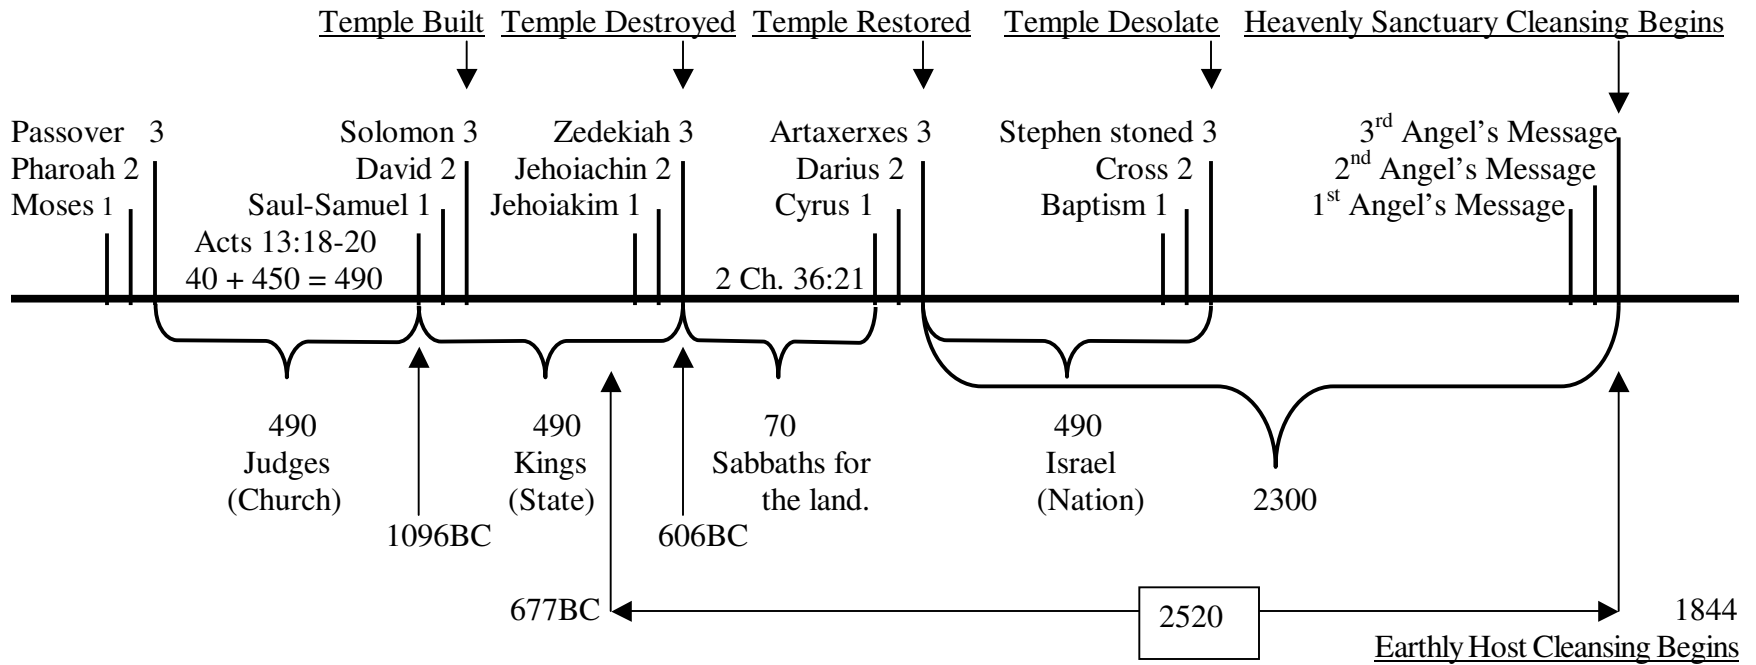 Temple Built Temple Destroyed Temple Restored Temple Desolate Heavenly Sanctuary Cleansing Begins
Passover 3 Solomon 3 Zedekiah 3 Artaxerxes 3 Stephen stoned 3 3rd Angel's Message
Pharoah 2 David 2 Jehoiachin 2 Darius 2 Cross 2 2nd Angel's Message
Moses 1 Saul-Samuel 1 Jehoiakim 1 Cyrus 1 Baptism 1 1st Angel's Message
Acts 13:18-20
40 + 450 = 490 2 Ch. 36:21
490 490 70 490
Judges Kings Sabbaths for Israel
(Church) (State) the land. (Nation) 2300
1096BC 606BC
677BC 2520 1844
Earthly Host Cleansing Begins